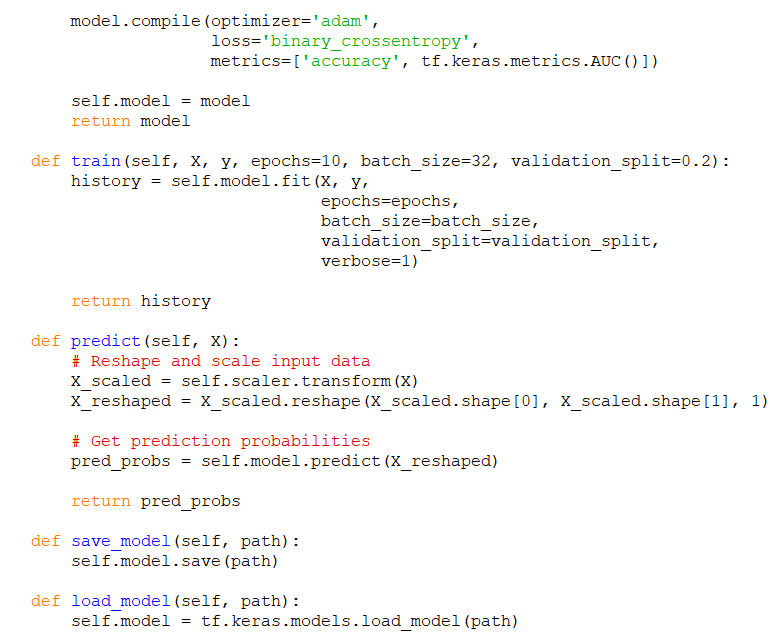 model.compile(optimizer='adam',
loss='binary_crossentropy',
metrics=['accuracy', tf.keras.metrics.AUC()])
self.model = model
return model
def train(self, X, y, epochs=10, batch_size=32, validation_split=0.2):
history = self.model.fit(X, y,
epochs=epochs,
batch_size=batch_size,
validation_split=validation_split,
verbose=1)
return history
def predict(self, X):
# Reshape and scale input data
X_scaled = self.scaler.transform(X)
X_reshaped = X_scaled.reshape(X_scaled.shape[0], X_scaled.shape[1], 1)
# Get prediction probabilities
pred_probs = self.model.predict(X_reshaped)
return pred_probs
def save_model(self, path):
self.model.save(path)
def load_model(self, path):
self.model = tf.keras.models.load_model(path)